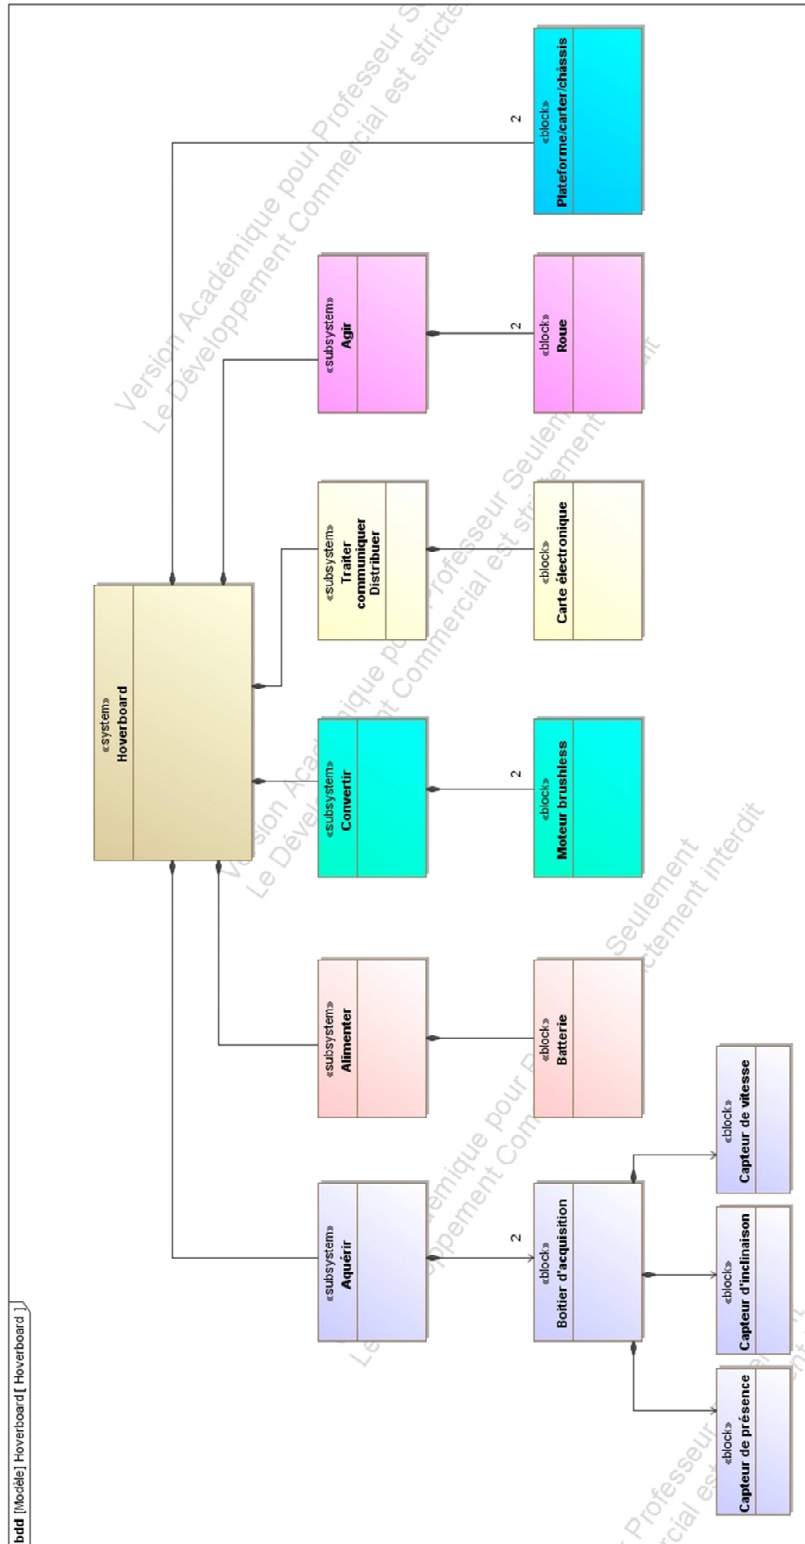 bdd [Modèle] Hoverboard[ Hoverboard ]
«system»
Hoverboard
«subsystem»
Aquérir
«subsystem»
Alimenter
«subsystem»
Convertir
«subsystem»
Traiter
communiquer
Distribuer
«subsystem»
Agir
2
«block»
Boitier d'acquisition
«block»
Batterie
2
«block»
Moteur brushless
«block»
Carte électronique
2
«block»
Roue
2
«block»
Plateforme/carter/châssis
«block»
Capteur de présence
«block»
Capteur d'inclinaison
«block»
Capteur de vitesse
Version Académique pour Professeur Seulement
Le Développement Commercial est strictement interdit